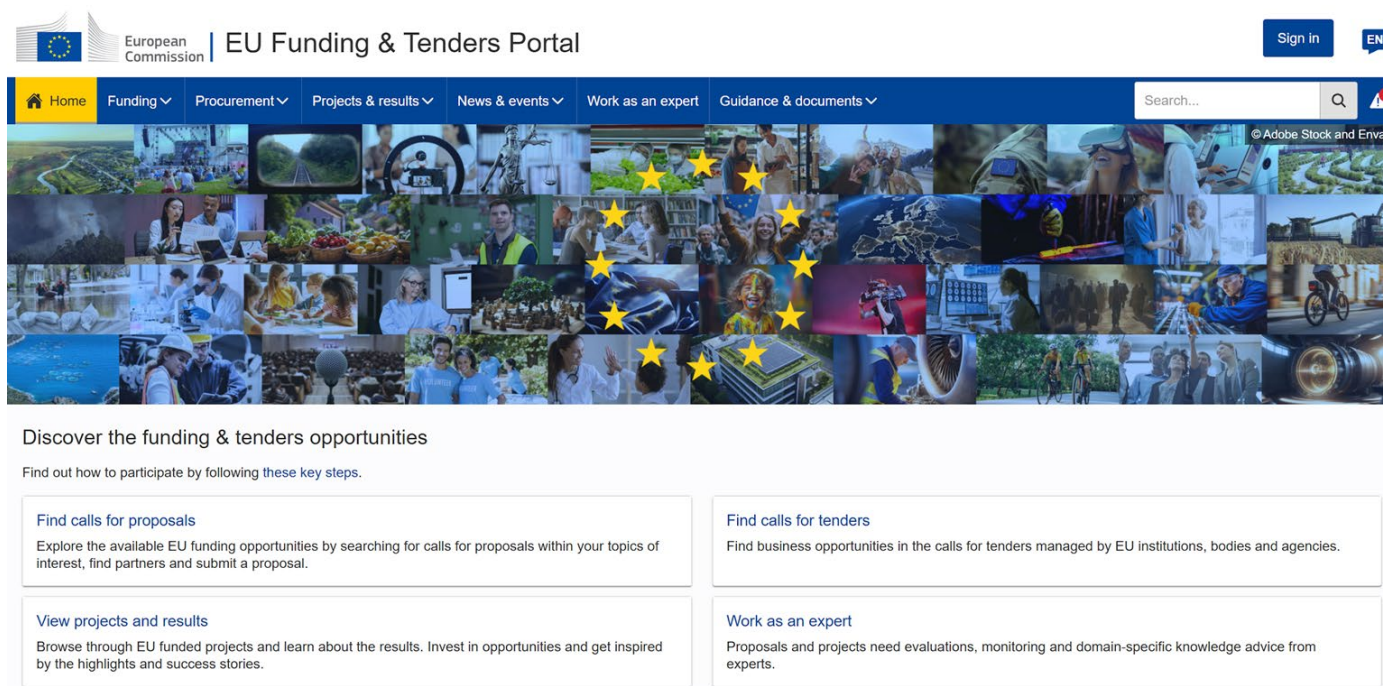 European
Commission
EU Funding & Tenders Portal
Sign in
EN
Home
Funding
Procurement
Projects & results
News & events
Work as an expert
Guidance & documents
Search...
© Adobe Stock and Enva
Discover the funding & tenders opportunities
Find out how to participate by following these key steps.
Find calls for proposals
Explore the available EU funding opportunities by searching for calls for proposals within your topics of
interest, find partners and submit a proposal.
Find calls for tenders
Find business opportunities in the calls for tenders managed by EU institutions, bodies and agencies.
View projects and results
Browse through EU funded projects and learn about the results. Invest in opportunities and get inspired
by the highlights and success stories.
Work as an expert
Proposals and projects need evaluations, monitoring and domain-specific knowledge advice from
experts.